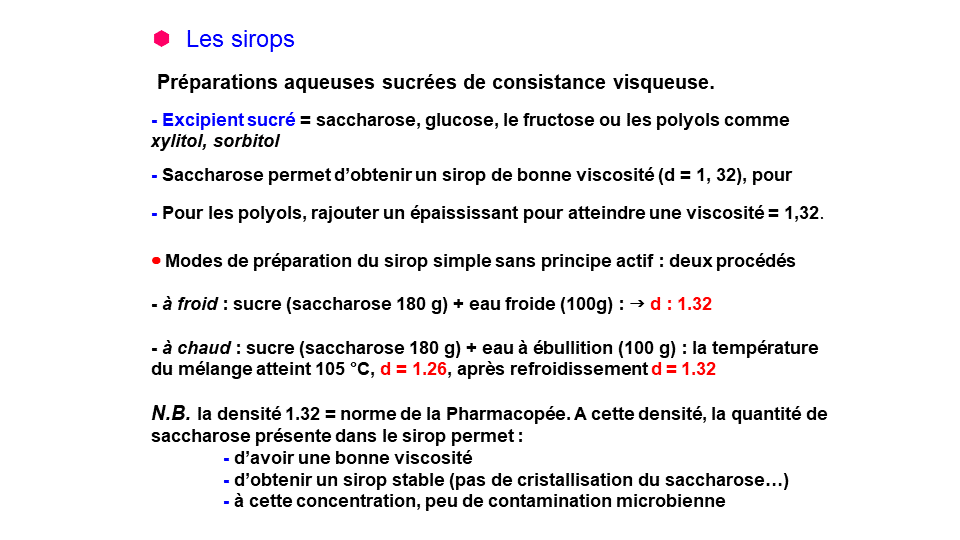 Les sirops
Préparations aqueuses sucrées de consistance visqueuse.
- Excipient sucré = saccharose, glucose, le fructose ou les polyols comme
xylitol, sorbitol
- Saccharose permet d’obtenir un sirop de bonne viscosité (d = 1, 32), pour
- Pour les polyols, rajouter un épaississant pour atteindre une viscosité = 1,32.
• Modes de préparation du sirop simple sans principe actif : deux procédés
- à froid : sucre (saccharose 180 g) + eau froide (100g) : → d : 1.32
- à chaud : sucre (saccharose 180 g) + eau à ébullition (100 g) : la température
du mélange atteint 105 °C, d = 1.26, après refroidissement d = 1.32
N.B. la densité 1.32 = norme de la Pharmacopée. A cette densité, la quantité de
saccharose présente dans le sirop permet :
- d’avoir une bonne viscosité
- d’obtenir un sirop stable (pas de cristallisation du saccharose…)
- à cette concentration, peu de contamination microbienne